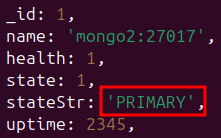 _id: 1,
name: 'mongo2:27017',
health: 1,
state: 1,
stateStr: 'PRIMARY',
uptime: 2345,